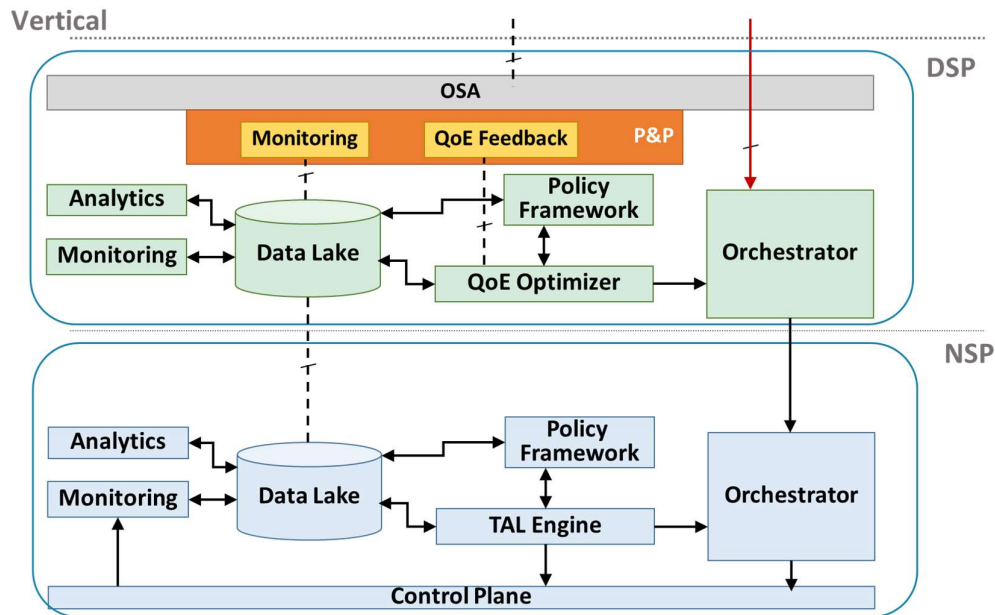 Vertical
DSP
OSA
P&P
Monitoring
QoE Feedback
Analytics
Policy
Framework
Monitoring
Data Lake
QoE Optimizer
Orchestrator
NSP
Analytics
Policy
Framework
Monitoring
Data Lake
TAL Engine
Orchestrator
Control Plane